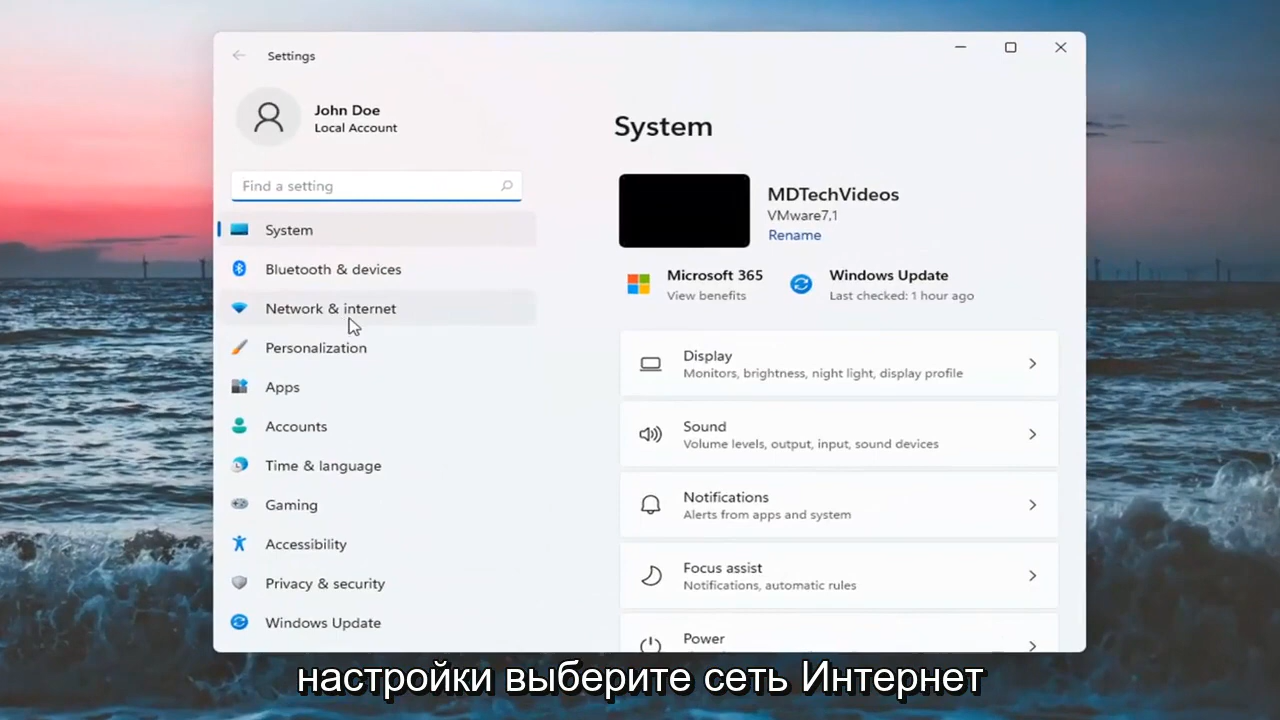 Settings
John Doe
Local Account
Find a setting
System
Bluetooth & devices
Network & internet
Personalization
Apps
Accounts
Time & language
Gaming
Accessibility
Privacy & security
Windows Update
System
MDTechVideos
VMware7,1
Rename
Microsoft 365
View benefits
Windows Update
Last checked: 1 hour ago
Display
Monitors, brightness, night light, display profile
Sound
Volume levels, output, input, sound devices
Notifications
Alerts from apps and system
Focus assist
Notifications, automatic rules
Power
настройки выберите сеть Интернет